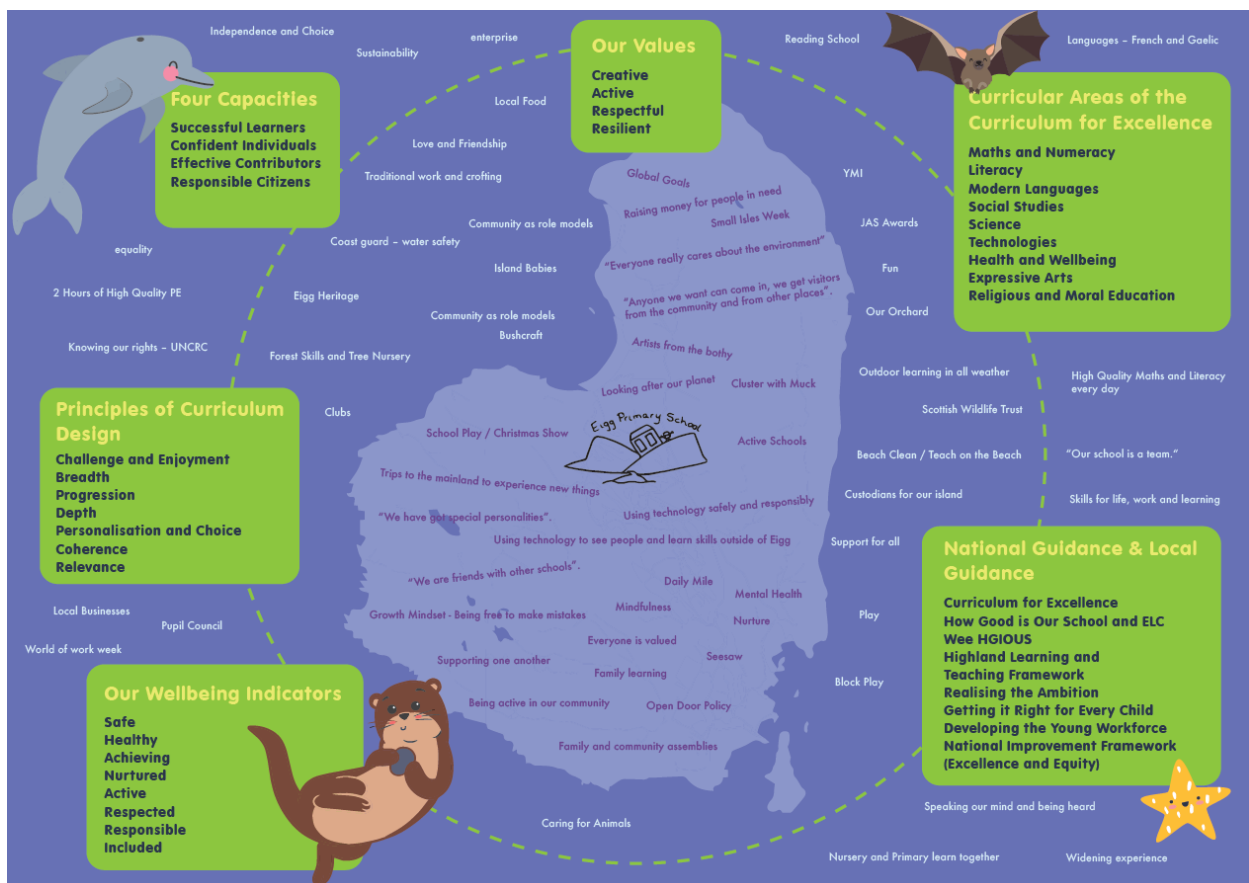 Independence and Choice
Sustainability
enterprise
Local Food
Love and Friendship
Traditional work and crofting
Community as role models
Coast guard – water safety
Island Babies
equality
2 Hours of High Quality PE
Eigg Heritage
Community as role models
Bushcraft
Knowing our rights – UNCRC
Forest Skills and Tree Nursery
Clubs
Four Capacities
Successful Learners
Confident Individuals
Effective Contributors
Responsible Citizens
Our Values
Creative
Active
Respectful
Resilient
Reading School
Languages – French and Gaelic
Curricular Areas of the
Curriculum for Excellence
Maths and Numeracy
Literacy
Modern Languages
Social Studies
Science
Technologies
Health and Wellbeing
Expressive Arts
Religious and Moral Education
YMI
JAS Awards
Fun
Our Orchard
Outdoor learning in all weather
High Quality Maths and Literacy
every day
Scottish Wildlife Trust
Beach Clean / Teach on the Beach
"Our school is a team."
Custodians for our island
Skills for life, work and learning
Support for all
Play
Block Play
Global Goals
Raising money for people in need
Small Isles Week
"Everyone really cares about the environment"
"Anyone we want can come in, we get visitors
from the community and from other places".
Artists from the bothy
Looking after our planet
Cluster with Muck
Eigg Primary School
School Play / Christmas Show
Active Schools
Trips to the mainland to experience new things
"We have got special personalities".
Using technology safely and responsibly
Using technology to see people and learn skills outside of Eigg
"We are friends with other schools".
Daily Mile
Mental Health
Mindfulness
Growth Mindset - Being free to make mistakes
Nurture
Everyone is valued
Seesaw
Supporting one another
Family learning
Being active in our community
Open Door Policy
Family and community assemblies
Principles of Curriculum
Design
Challenge and Enjoyment
Breadth
Progression
Depth
Personalisation and Choice
Coherence
Relevance
Local Businesses
Pupil Council
World of work week
Our Wellbeing Indicators
Safe
Healthy
Achieving
Nurtured
Active
Respected
Responsible
Included
National Guidance & Local
Guidance
Curriculum for Excellence
How Good is Our School and ELC
Wee HGIOUS
Highland Learning and
Teaching Framework
Realising the Ambition
Getting it Right for Every Child
Developing the Young Workforce
National Improvement Framework
(Excellence and Equity)
Speaking our mind and being heard
Caring for Animals
Nursery and Primary learn together
Widening experience